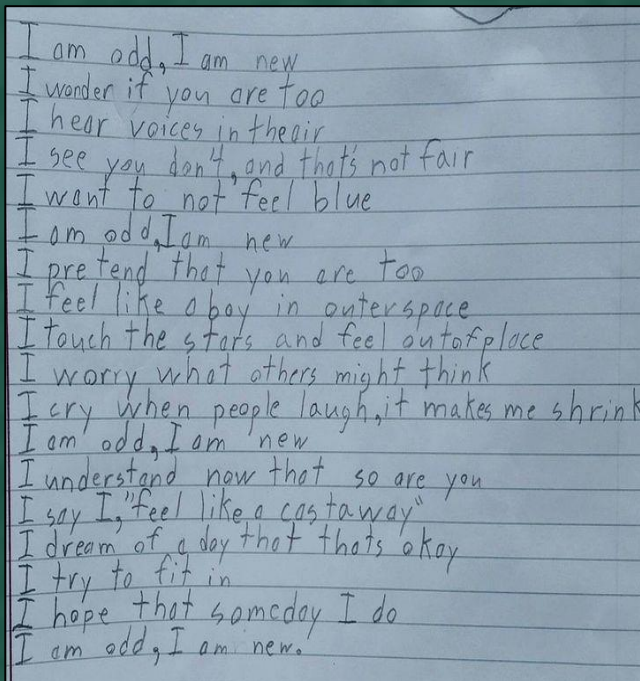 I am odd, I am new
I wonder if you are too
I hear voices in theair
I see you don't, and that's not fair
I want to not feel blue
I am odd, I am new
I pretend that you are too
I feel like a boy in outerspace
I touch the stars and feel outofplace
I worry what others might think
I cry when people laugh, it makes me shrink
I am odd, I am new
I understand now that so are you
I say I, "feel like a castaway"
I dream of a day that thats okay
I try to fit in
I hope that someday I do
I am odd, I am new.